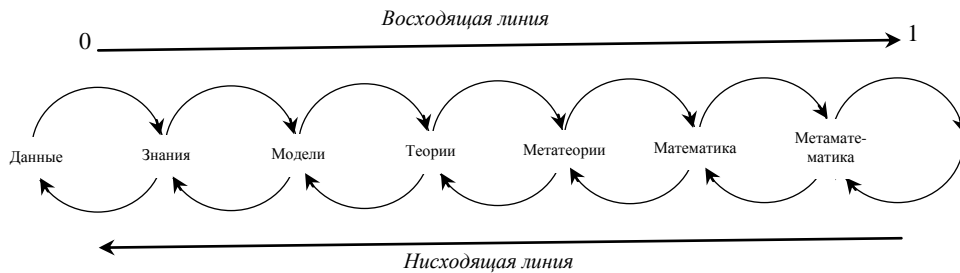 Восходящая линия
0
1
Данные
Знания
Модели
Теории
Метатеории
Математика
Метамате-
матика
Нисходящая линия